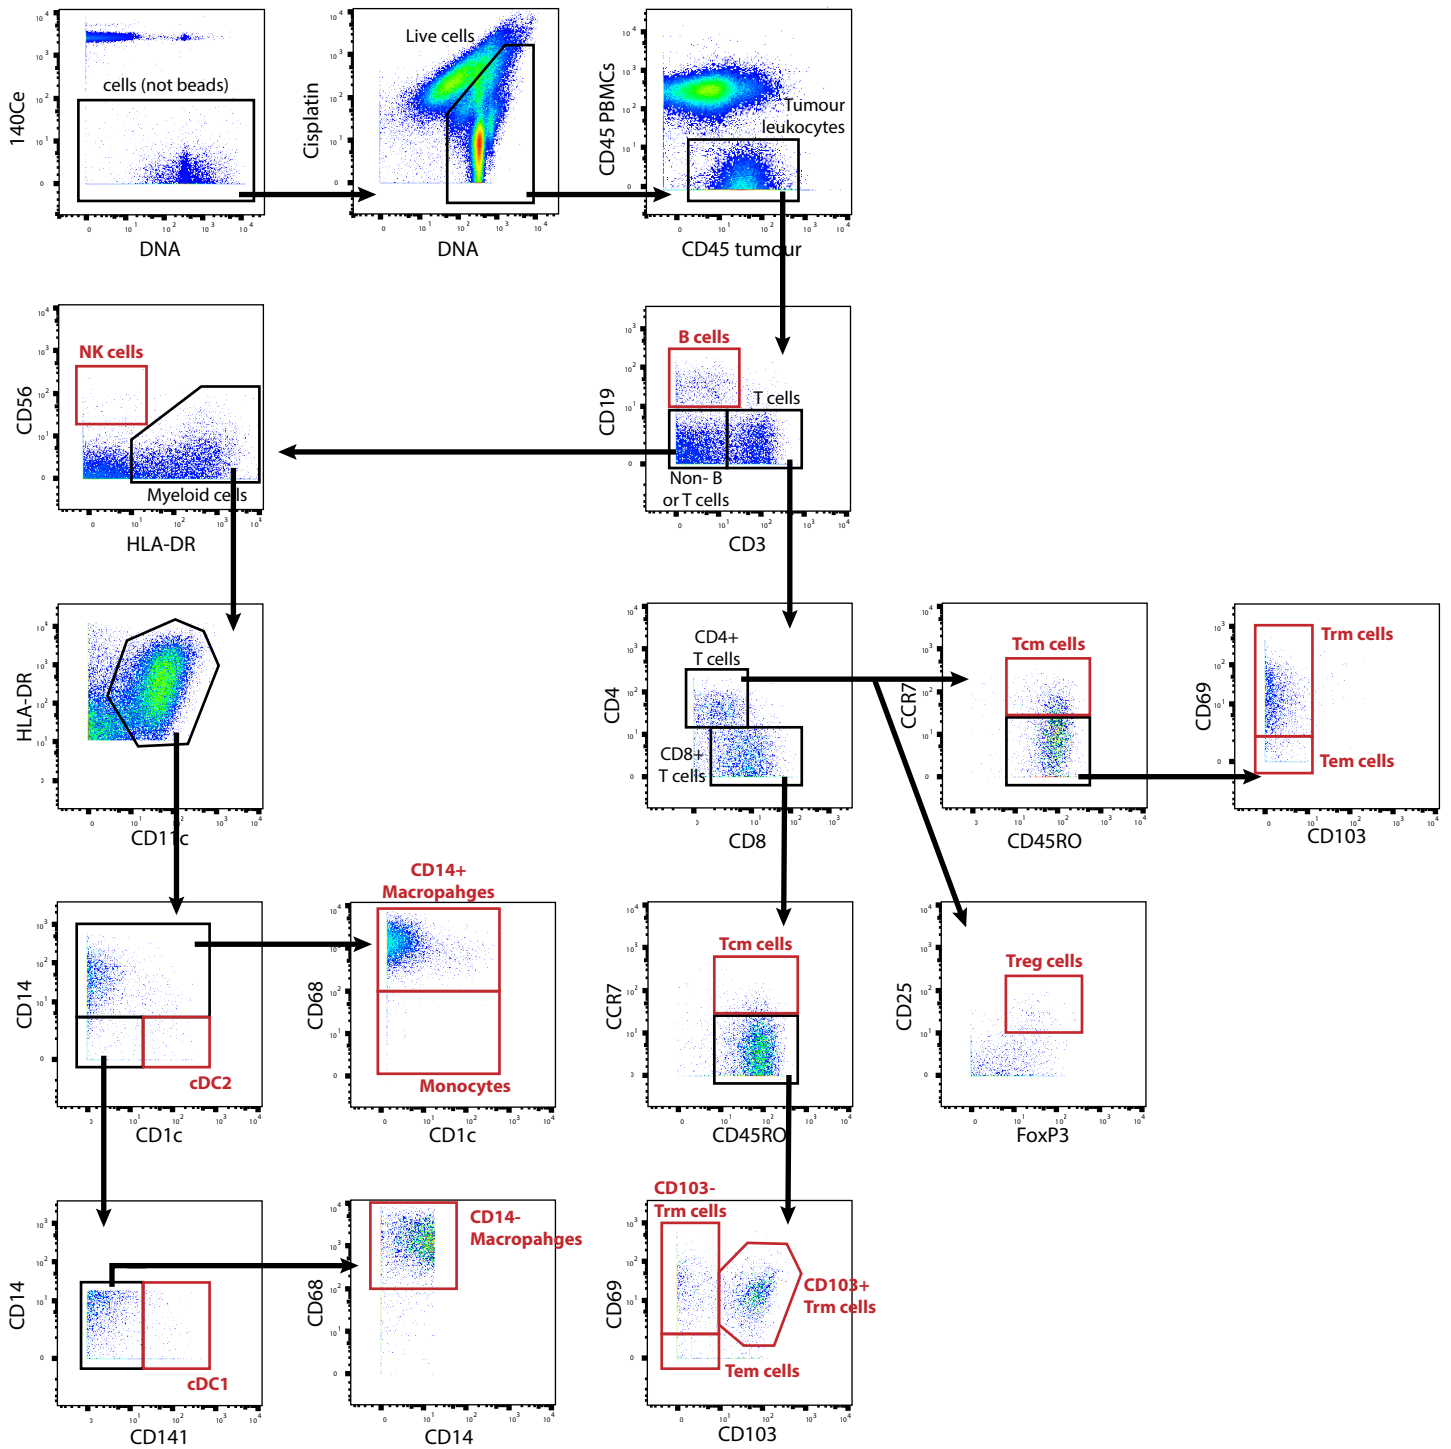 140Ce
cells (not beads)
DNA
Cisplatin
Live cells
DNA
CD45 PBMCs
Tumour
leukocytes
CD45 tumour
CD56
NK cells
Myeloid cells
HLA-DR
CD19
B cells
T cells
Non- B
or T cells
CD3
HLA-DR
CD11c
CD4
CD4+
T cells
CD8+
T cells
CD8
CCR7
Tcm cells
CD45RO
CD69
Trm cells
Tem cells
CD103
CD14
cDC2
CD1c
CD14+
Macropahges
CD68
Monocytes
CD1c
CCR7
Tcm cells
CD45RO
CD25
Treg cells
FoxP3
CD14
cDC1
CD141
CD68
CD14-
Macropahges
CD14
CD103-
Trm cells
CD69
CD103+
Trm cells
Tem cells
CD103